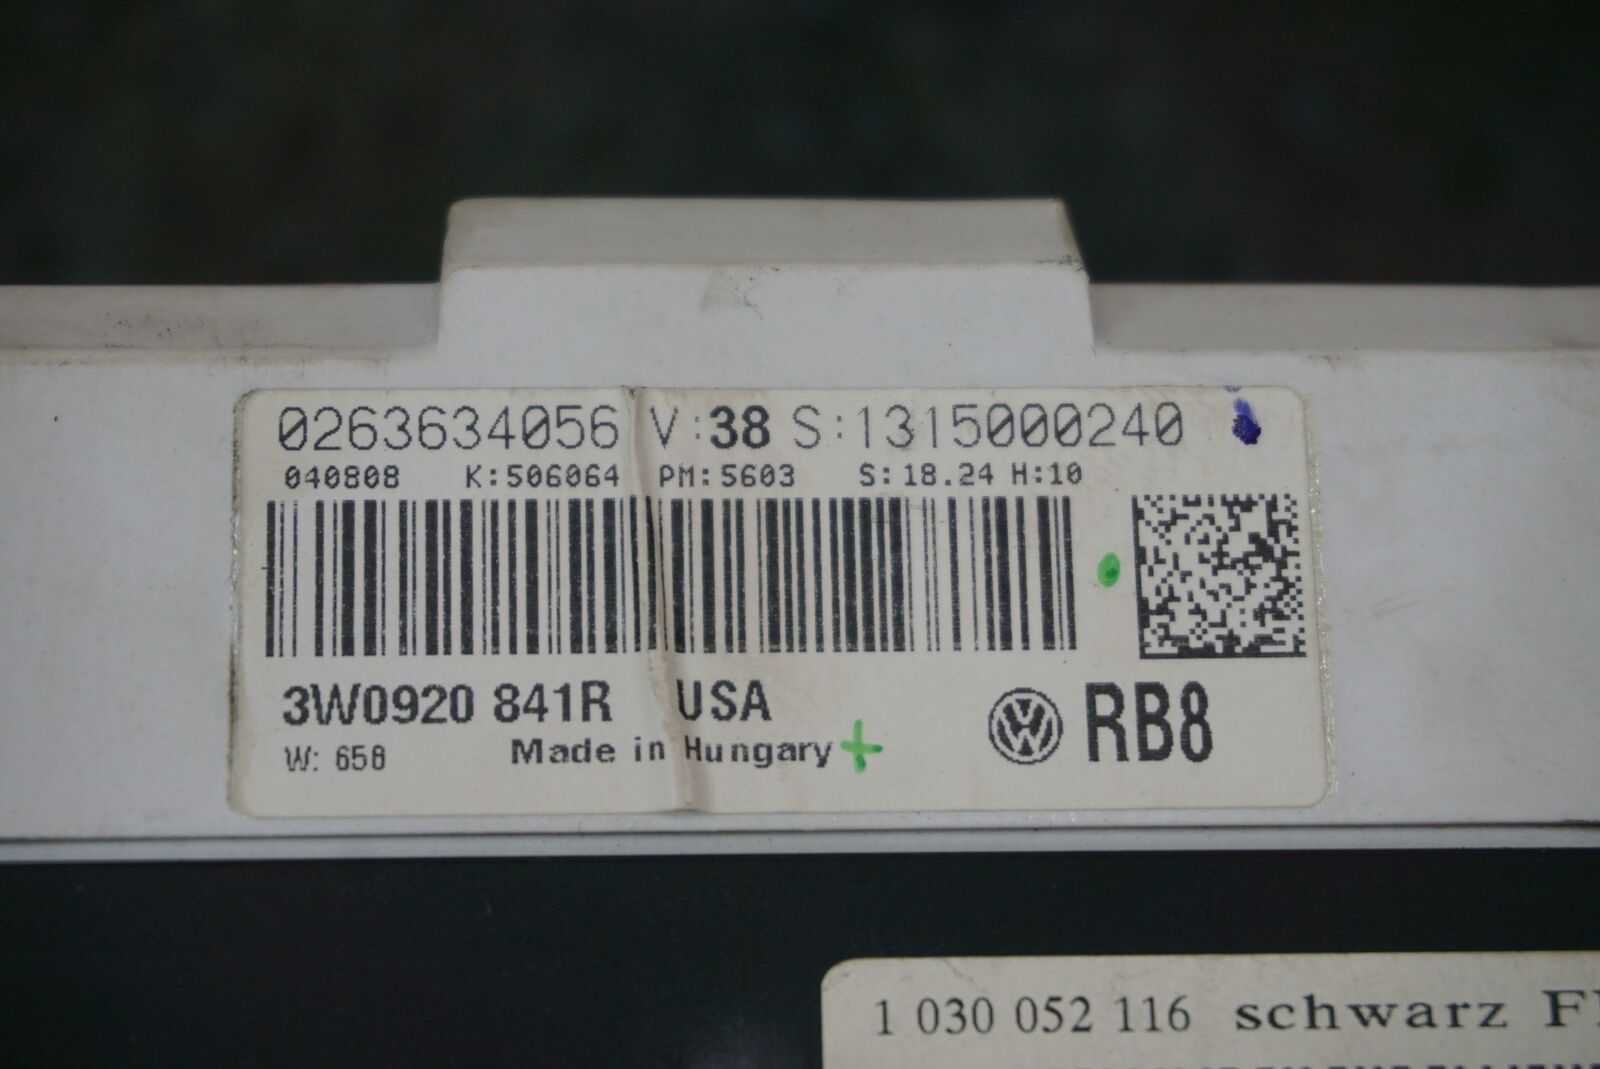 0263634056 V:38 S:1315000240
040808 K:506064 PM:5603 S:18.24 H:10
3W0920 841R USA
RB8
W: 658 Made in Hungary
1 030 052 116 schwarz